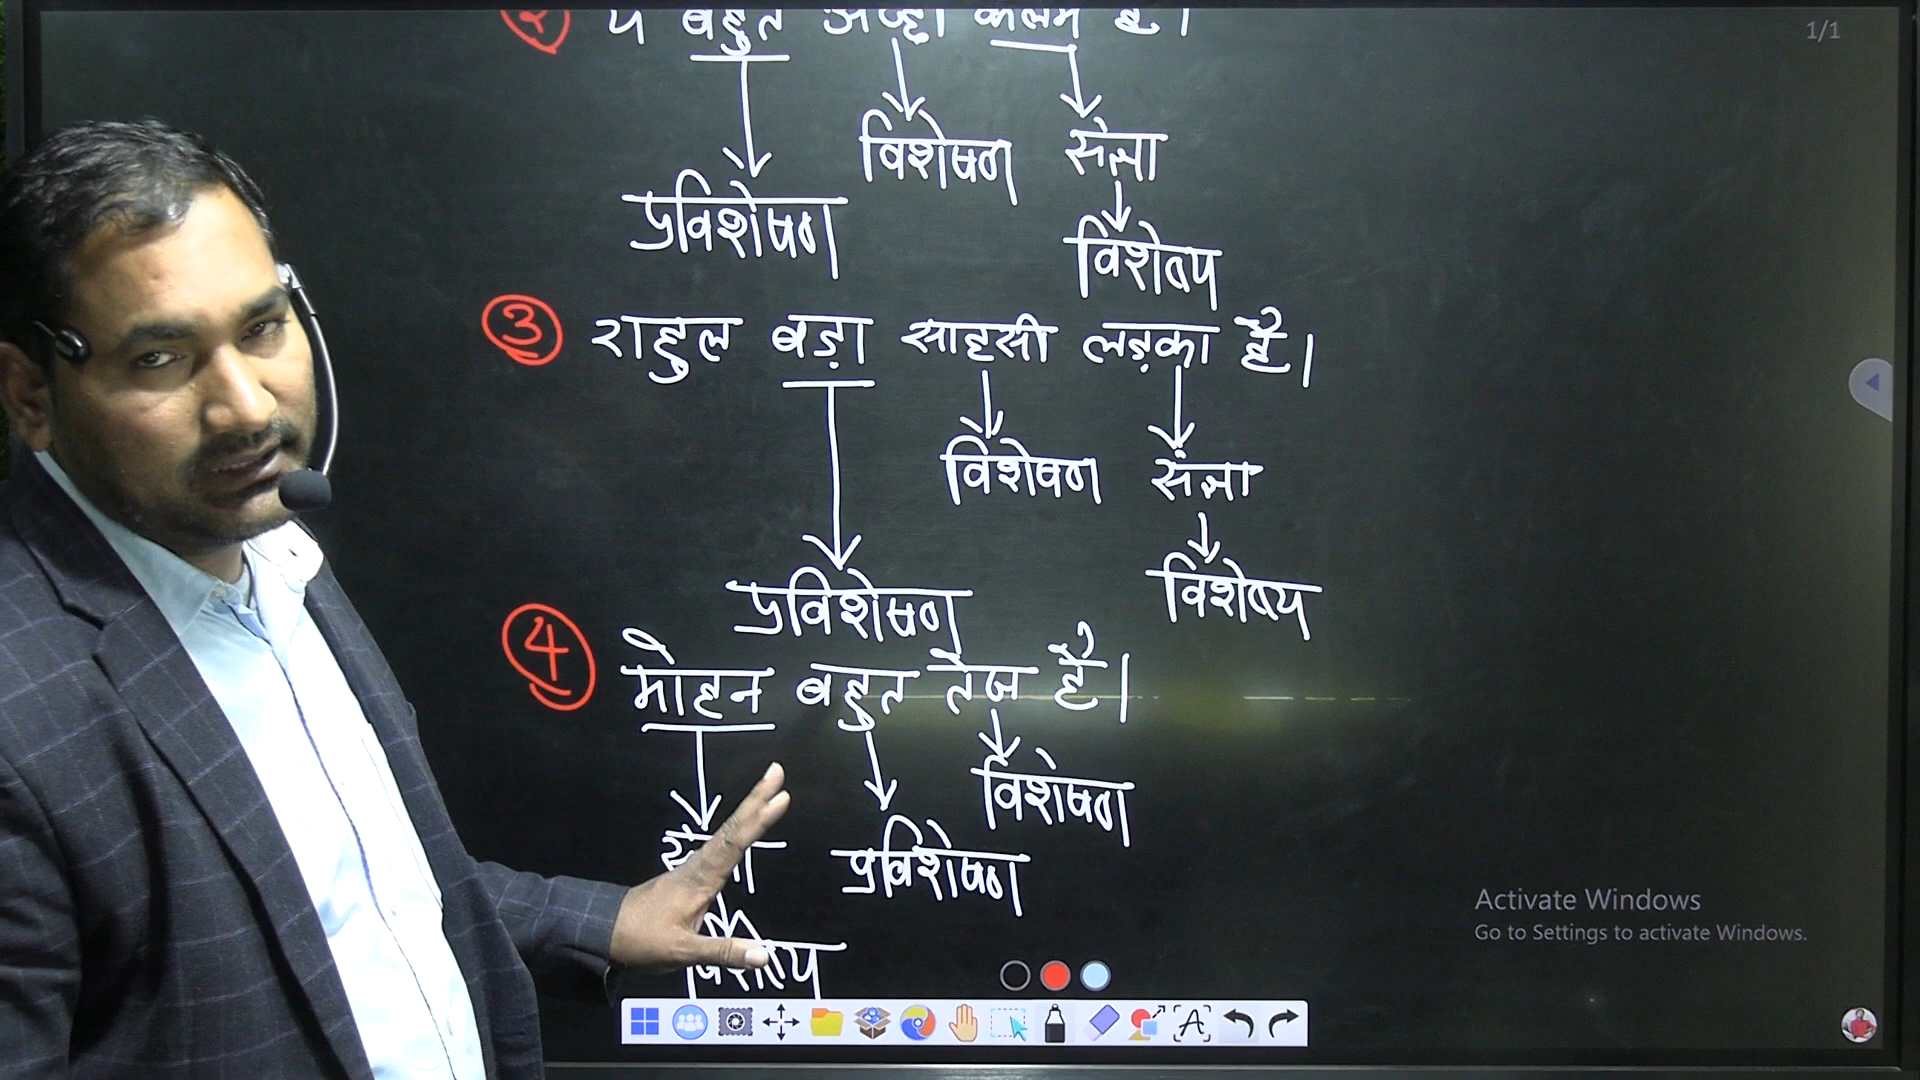 २ ये बहुत अच्छा कलम है।
1/1
विशेषण संज्ञा
प्रविशेषण
विशेष्य
3 राहुल बड़ा साहसी लड़का है।
विशेषण संज्ञा
प्रविशेषण विशेष्य
4 मोहन बहुत तेज है।
विशेषण
संज्ञा प्रविशेषण
विशेष्य
Activate Windows
Go to Settings to activate Windows.